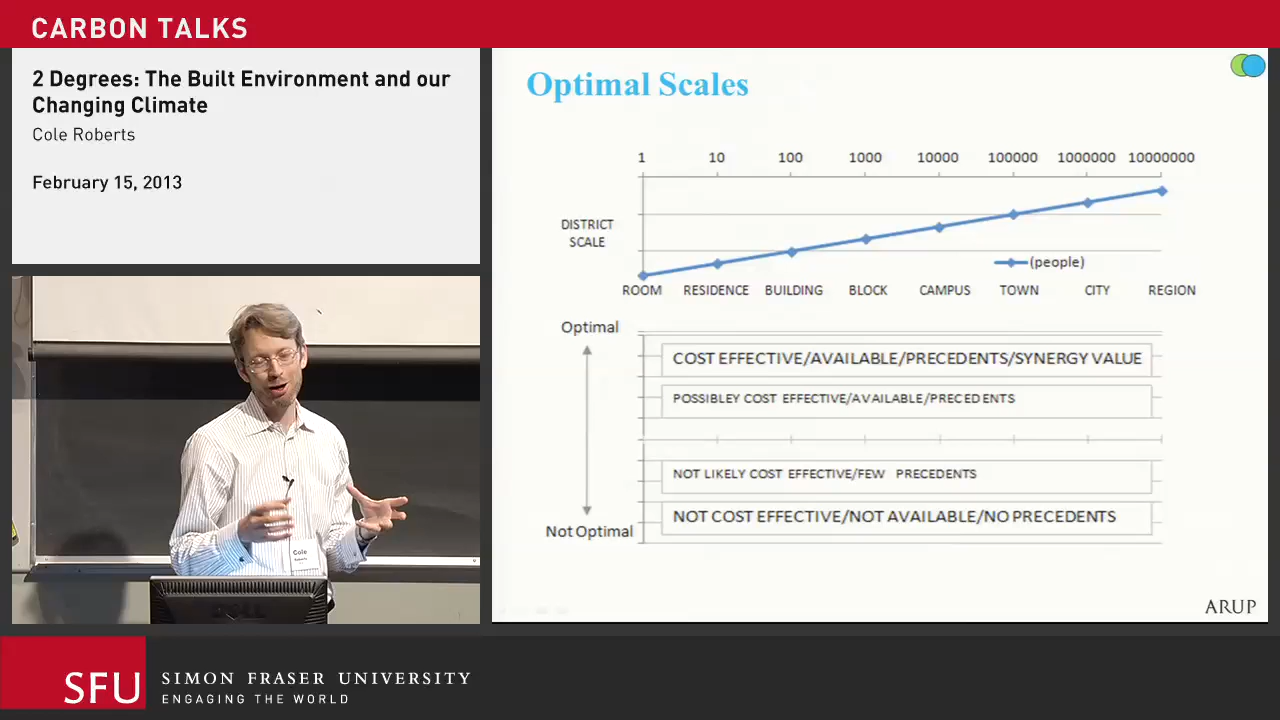 CARBON TALKS
2 Degrees: The Built Environment and our
Changing Climate
Cole Roberts
February 15, 2013
Optimal Scales
1 10 100 1000 10000 100000 1000000 10000000
DISTRICT
SCALE
(people)
ROOM RESIDENCE BUILDING BLOCK CAMPUS TOWN CITY REGION
Optimal
COST EFFECTIVE/AVAILABLE/PRECEDENTS/SYNERGY VALUE
POSSIBLEY COST EFFECTIVE/AVAILABLE/PRECEDENTS
NOT LIKELY COST EFFECTIVE/FEW PRECEDENTS
NOT COST EFFECTIVE/NOT AVAILABLE/NO PRECEDENTS
Not Optimal
ARUP
Cole
Roberts
DELL
SFU
SIMON FRASER UNIVERSITY
ENGAGING THE WORLD